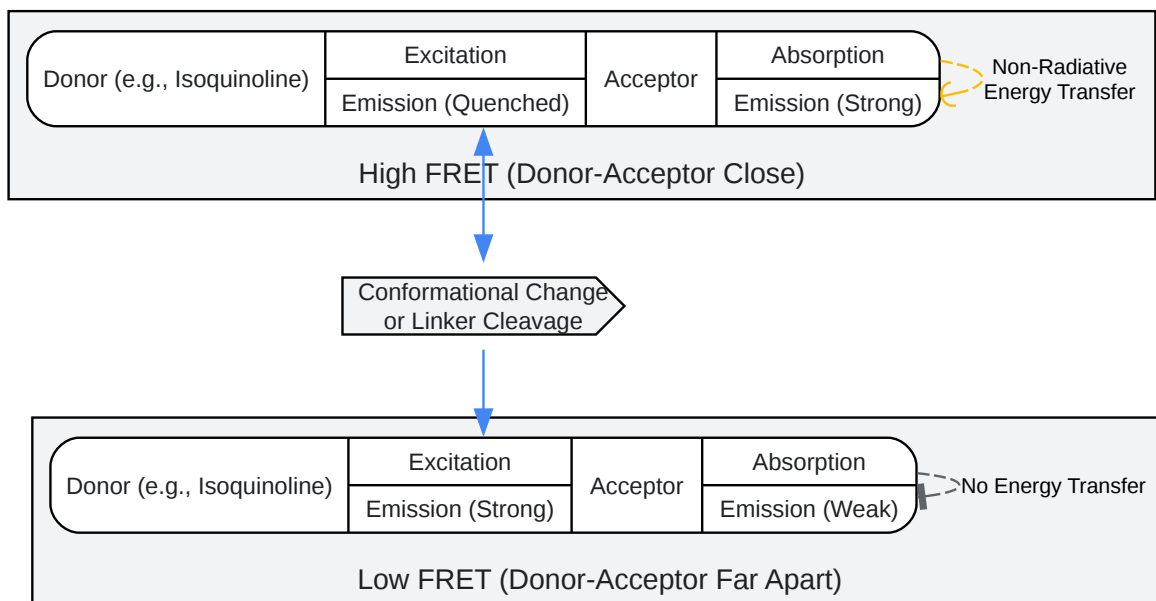 Donor (e.g., Isoquinoline)
Excitation
Emission (Quenched)
Acceptor
Absorption
Emission (Strong)
Non-Radiative
Energy Transfer
High FRET (Donor-Acceptor Close)
Conformational Change
or Linker Cleavage
Donor (e.g., Isoquinoline)
Excitation
Emission (Strong)
Acceptor
Absorption
Emission (Weak)
No Energy Transfer
Low FRET (Donor-Acceptor Far Apart)